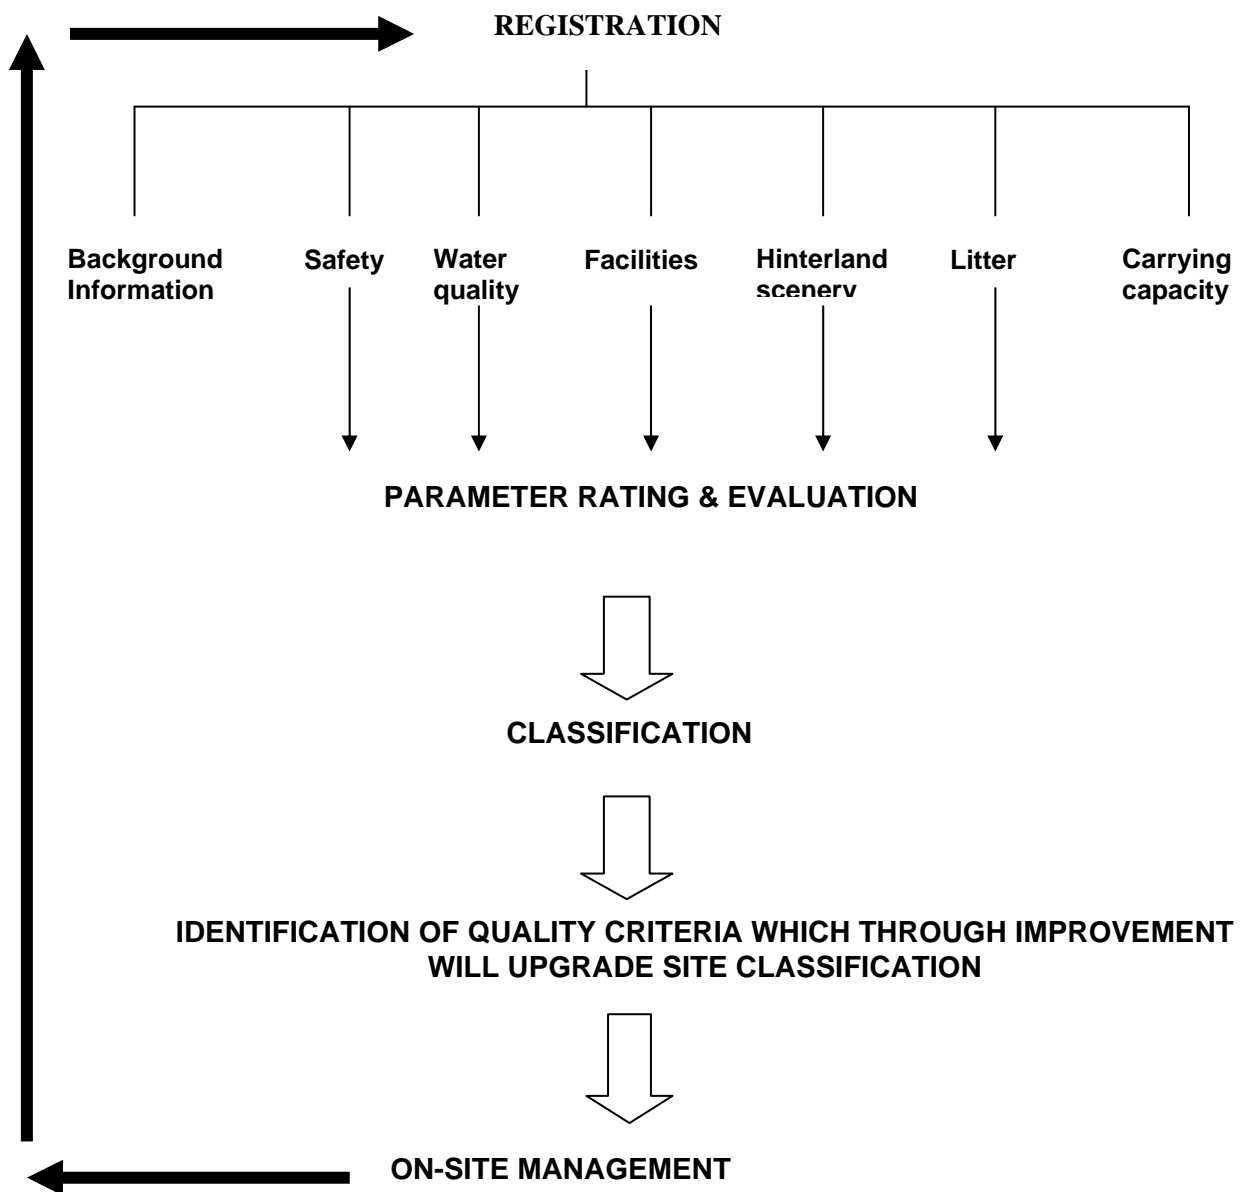 REGISTRATION
Background
Information
Safety
Water
quality
Facilities
Hinterland
scenery
Litter
Carrying
capacity
PARAMETER RATING & EVALUATION
CLASSIFICATION
IDENTIFICATION OF QUALITY CRITERIA WHICH THROUGH IMPROVEMENT
WILL UPGRADE SITE CLASSIFICATION
ON-SITE MANAGEMENT